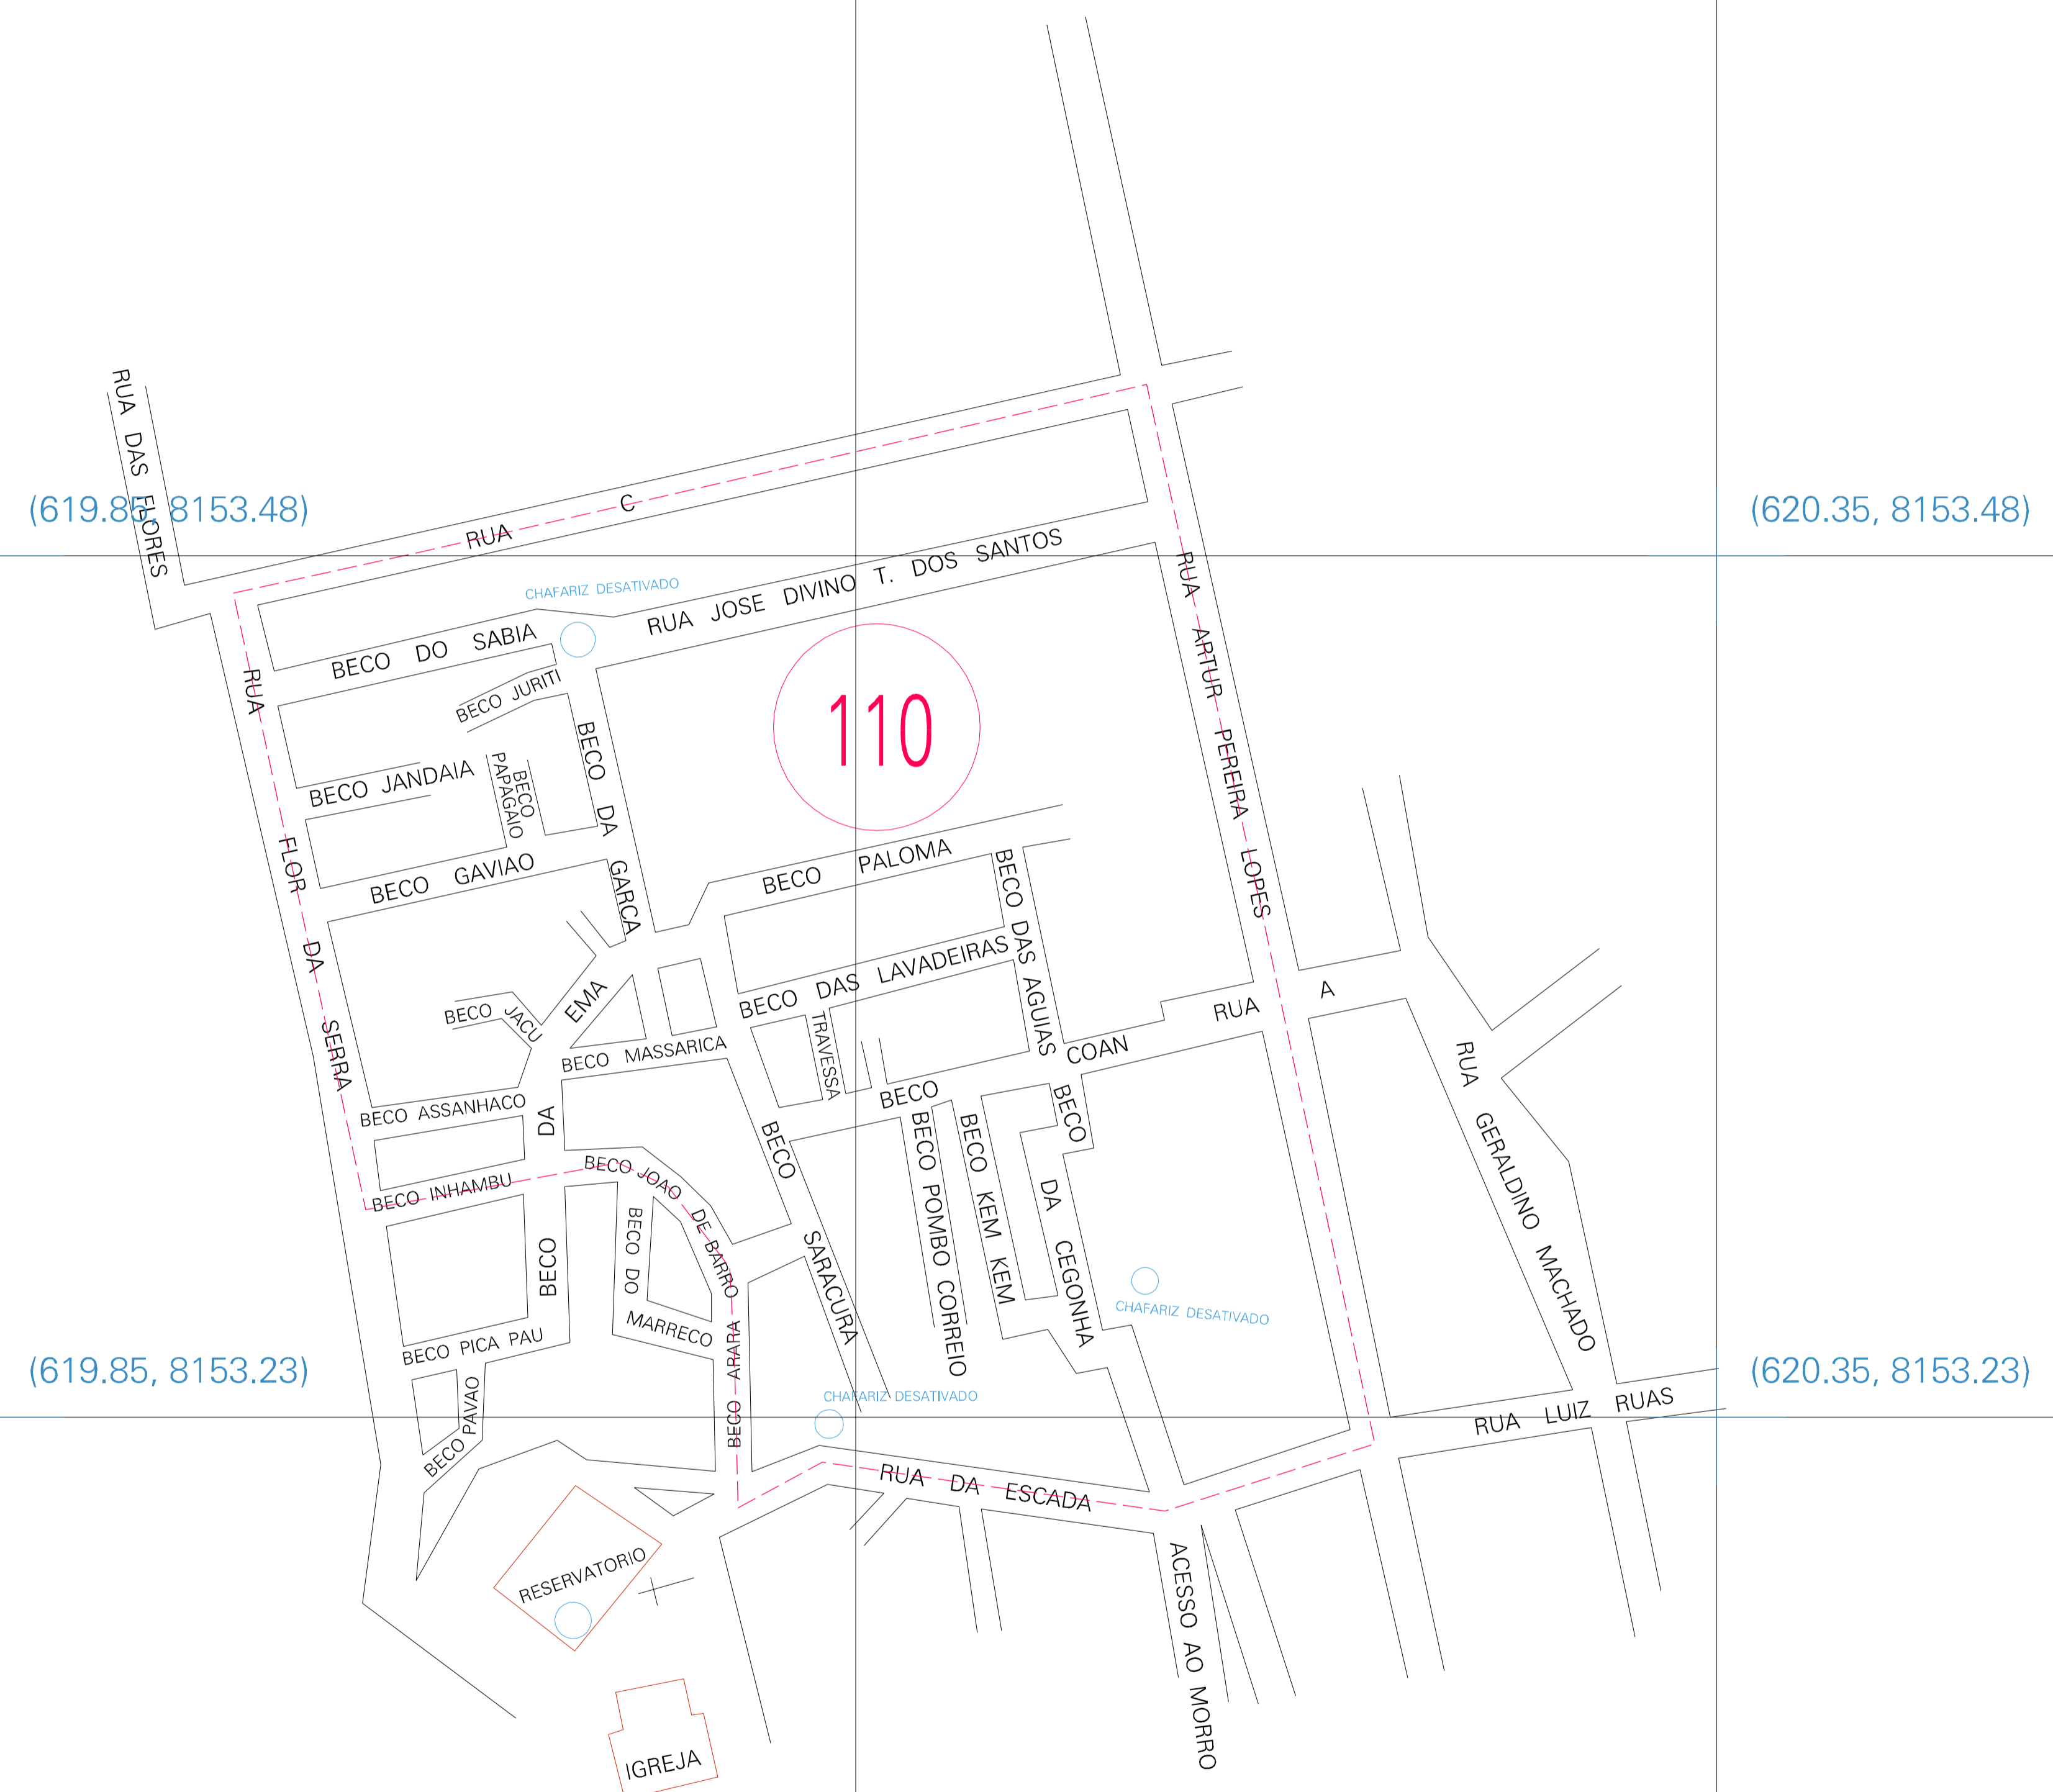 RUA DAS FLORES
(619.85, 8153.48)
(620.35, 8153.48)
RUA C
CHAFARIZ DESATIVADO
RUA JOSE DIVINO T. DOS SANTOS
BECO DO SABIA
BECO JURITI
RUA FLOR DA SERRA
RUA ARTUR PEREIRA LOPES
110
BECO DA GARCA
BECO JANDAIA
BECO PAPAGAIO
BECO GAVIAO
BECO PALOMA
BECO DAS AGUIAS
BECO DAS LAVADEIRAS
BECO JACU
BECO DA EMA
TRAVESSA
RUA A
BECO COAN
BECO MASSARICA
BECO ASSANHACO
RUA GERALDINO MACHADO
BECO SARACURA
BECO POMBO CORREIO
BECO KEM KEM
BECO DA CEGONHA
BECO INHAMBU
BECO JOAO DE BARRO
BECO DO MARRECO
CHAFARIZ DESATIVADO
BECO PICA PAU
BECO ARARA
(619.85, 8153.23)
(620.35, 8153.23)
BECO PAVAO
CHAFARIZ DESATIVADO
RUA LUIZ RUAS
RUA DA ESCADA
RESERVATORIO
ACESSO AO MORRO
IGREJA